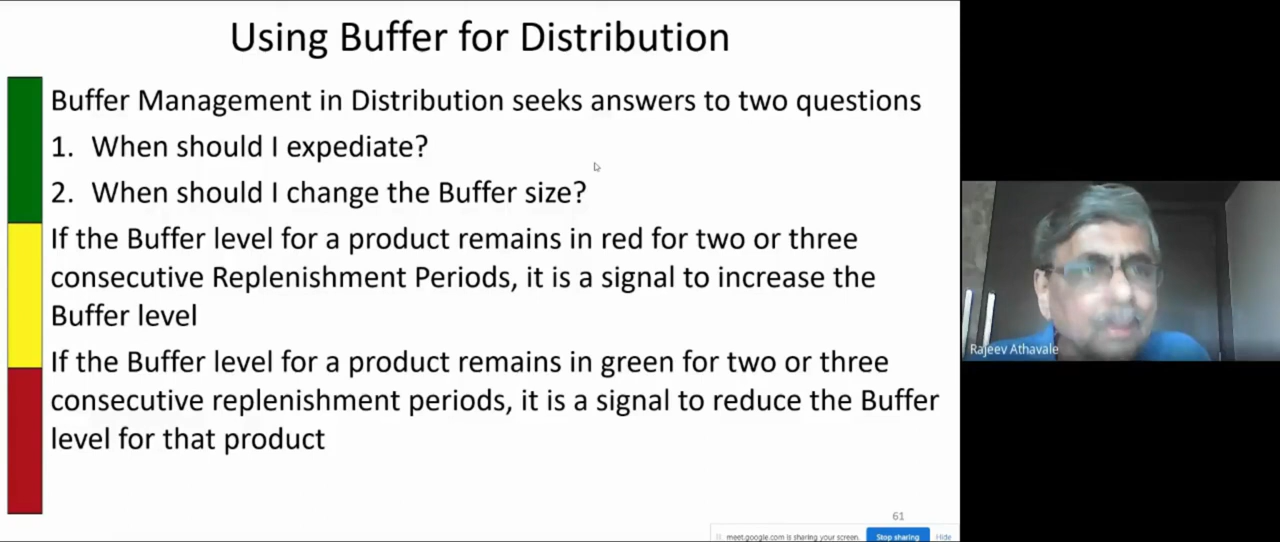 Using Buffer for Distribution
Buffer Management in Distribution seeks answers to two questions
1. When should I expediate?
2. When should I change the Buffer size?
If the Buffer level for a product remains in red for two or three
consecutive Replenishment Periods, it is a signal to increase the
Buffer level
If the Buffer level for a product remains in green for two or three
consecutive replenishment periods, it is a signal to reduce the Buffer
level for that product
61
meet.google.com is sharing your screen.
Stop sharing
Hide
Rajeev Athavale